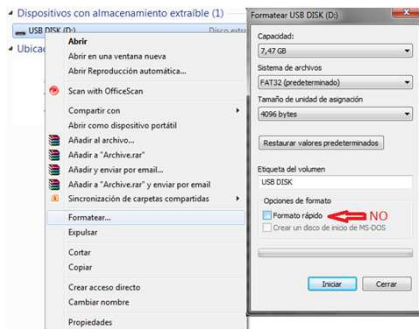 Dispositivos con almacenamiento extraíble (1)
USB DISK (D:)
Disco extr
Ubica
Abrir
Abrir en una ventana nueva
Abrir Reproducción automática...
Scan with OfficeScan
Compartir con
Abrir como dispositivo portátil
Añadir al archivo...
Añadir a "Archive.rar"
Añadir y enviar por email...
Añadir a "Archive.rar" y enviar por email
Sincronización de carpetas compartidas
Formatear...
Expulsar
Cortar
Copiar
Crear acceso directo
Cambiar nombre
Propiedades
Formatear USB DISK (D:)
Capacidad:
7,47 GB
Sistema de archivos
FAT32 (predeterminado)
Tamaño de unidad de asignación
4096 bytes
Restaurar valores predeterminados
Etiqueta del volumen
USB DISK
Opciones de formato
Formato rápido
NO
Crear un disco de inicio de MS-DOS
Iniciar
Cerrar